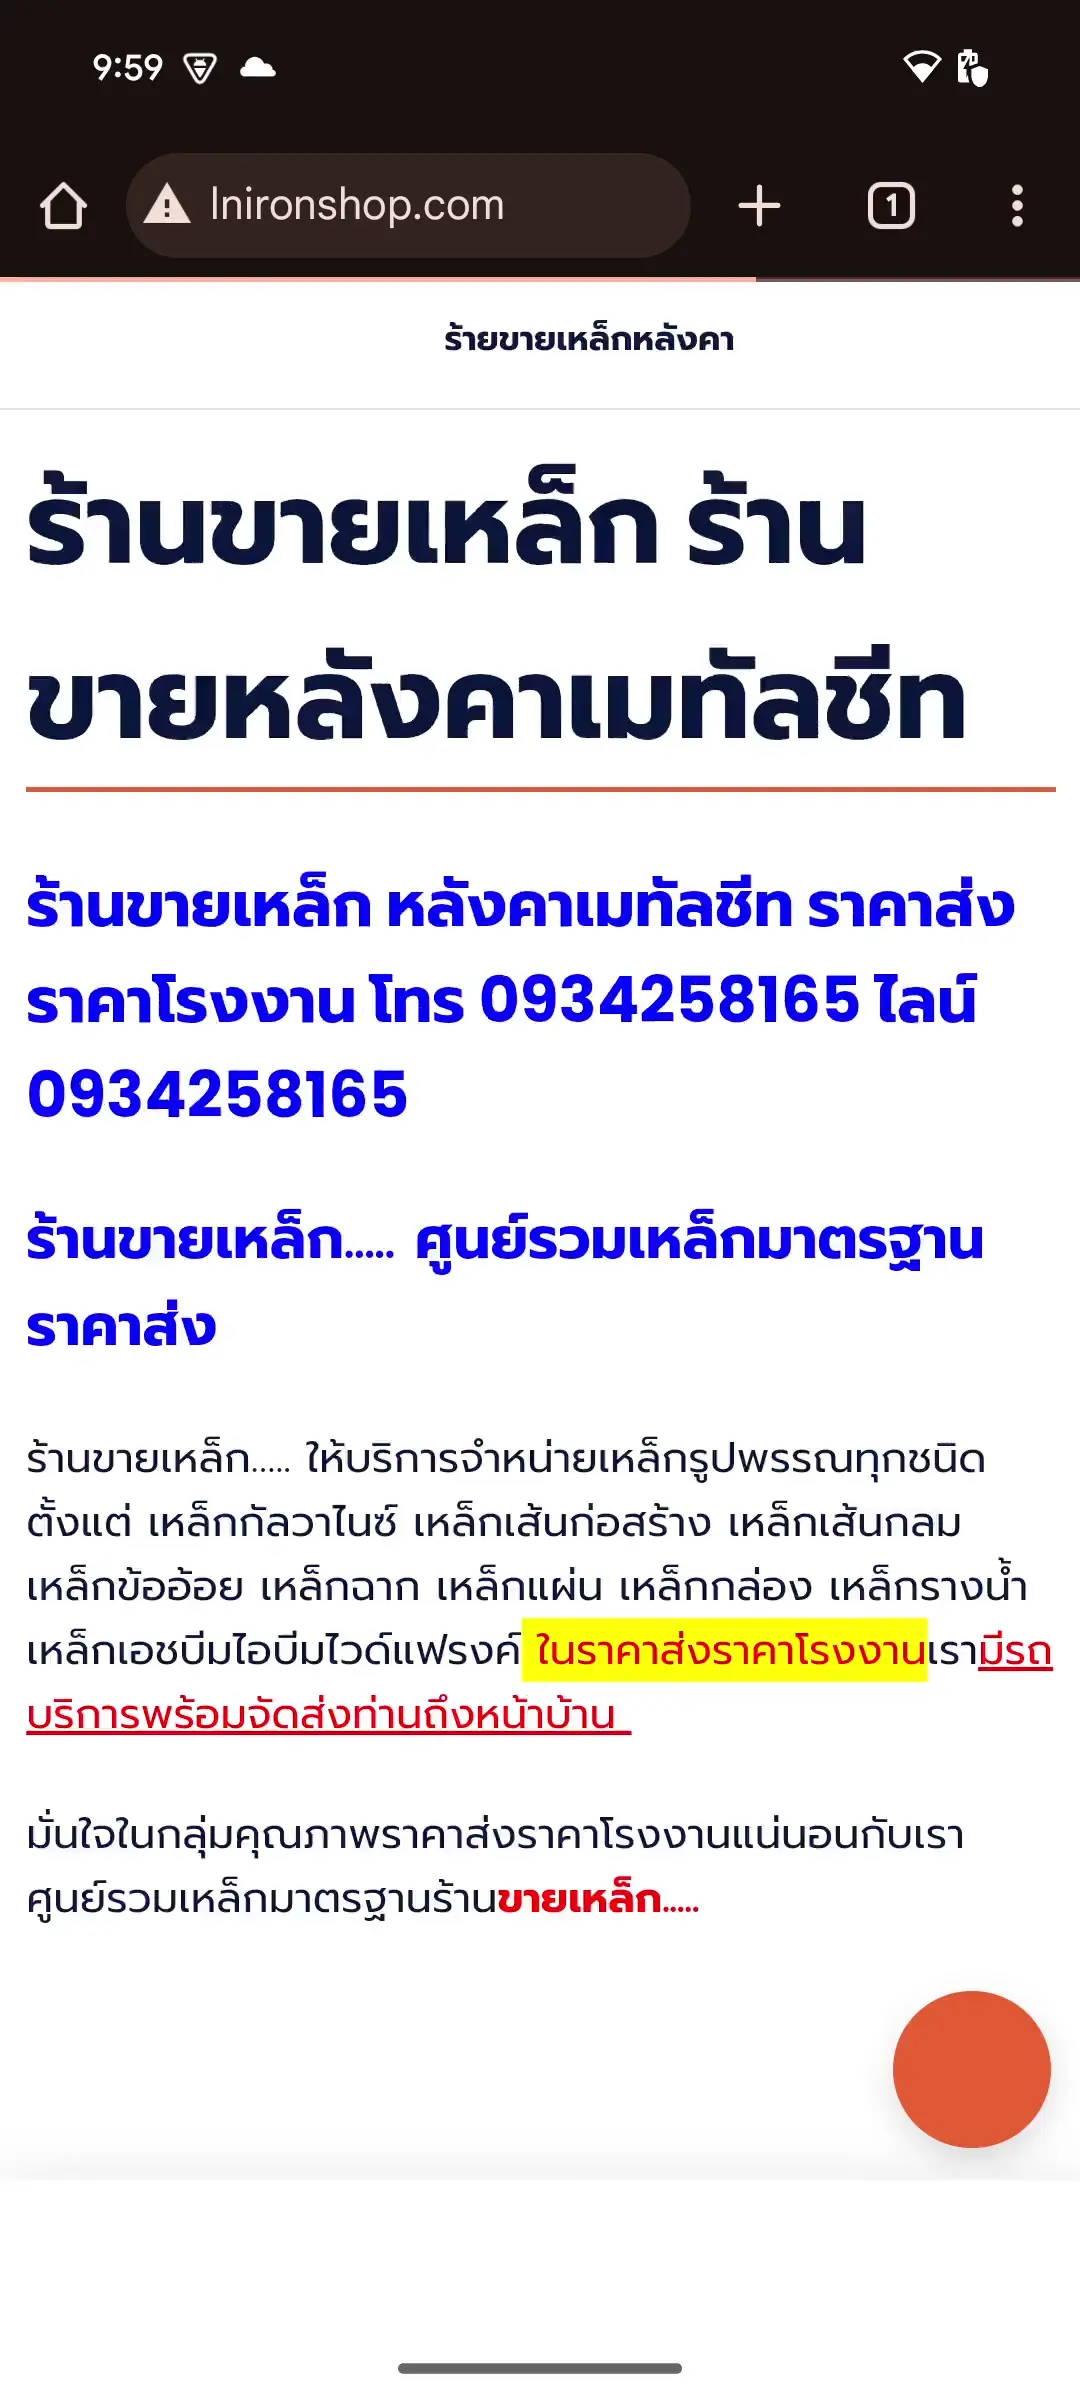 9:59
lnironshop.com
1
ร้ายขายเหล็กหลังคา
ร้านขายเหล็ก ร้าน
ขายหลังคาเมทัลชีท
ร้านขายเหล็ก หลังคาเมทัลชีท ราคาส่ง
ราคาโรงงาน โทร 0934258165 ไลน์
0934258165
ร้านขายเหล็ก..... ศูนย์รวมเหล็กมาตรฐาน
ราคาส่ง
ร้านขายเหล็ก..... ให้บริการจำหน่ายเหล็กรูปพรรณทุกชนิด
ตั้งแต่ เหล็กกัลวาไนซ์ เหล็กเส้นก่อสร้าง เหล็กเส้นกลม
เหล็กข้ออ้อย เหล็กฉาก เหล็กแผ่น เหล็กกล่อง เหล็กรางน้ำ
เหล็กเอชบีมไอบีมไวด์แฟรงค์ ในราคาส่งราคาโรงงานเรามีรถ
บริการพร้อมจัดส่งท่านถึงหน้าบ้าน
มั่นใจในกลุ่มคุณภาพราคาส่งราคาโรงงานแน่นอนกับเรา
ศูนย์รวมเหล็กมาตรฐานร้านขายเหล็ก.....